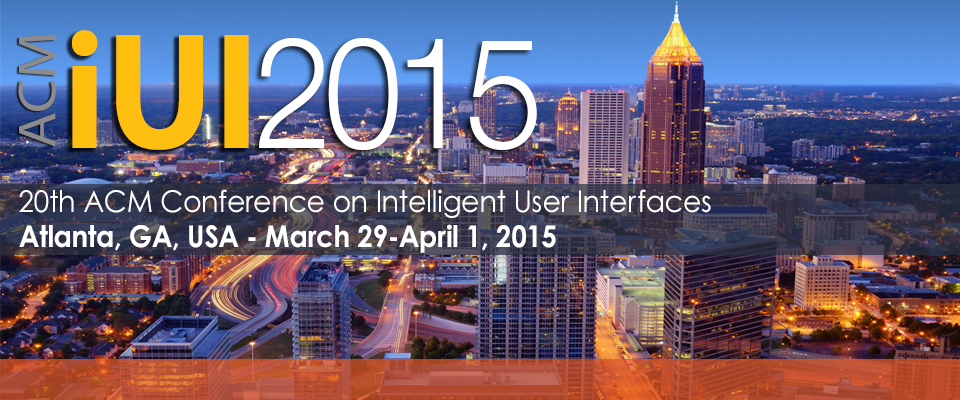 ACM iUI2015
20th ACM Conference on Intelligent User Interfaces
Atlanta, GA, USA - March 29-April 1, 2015